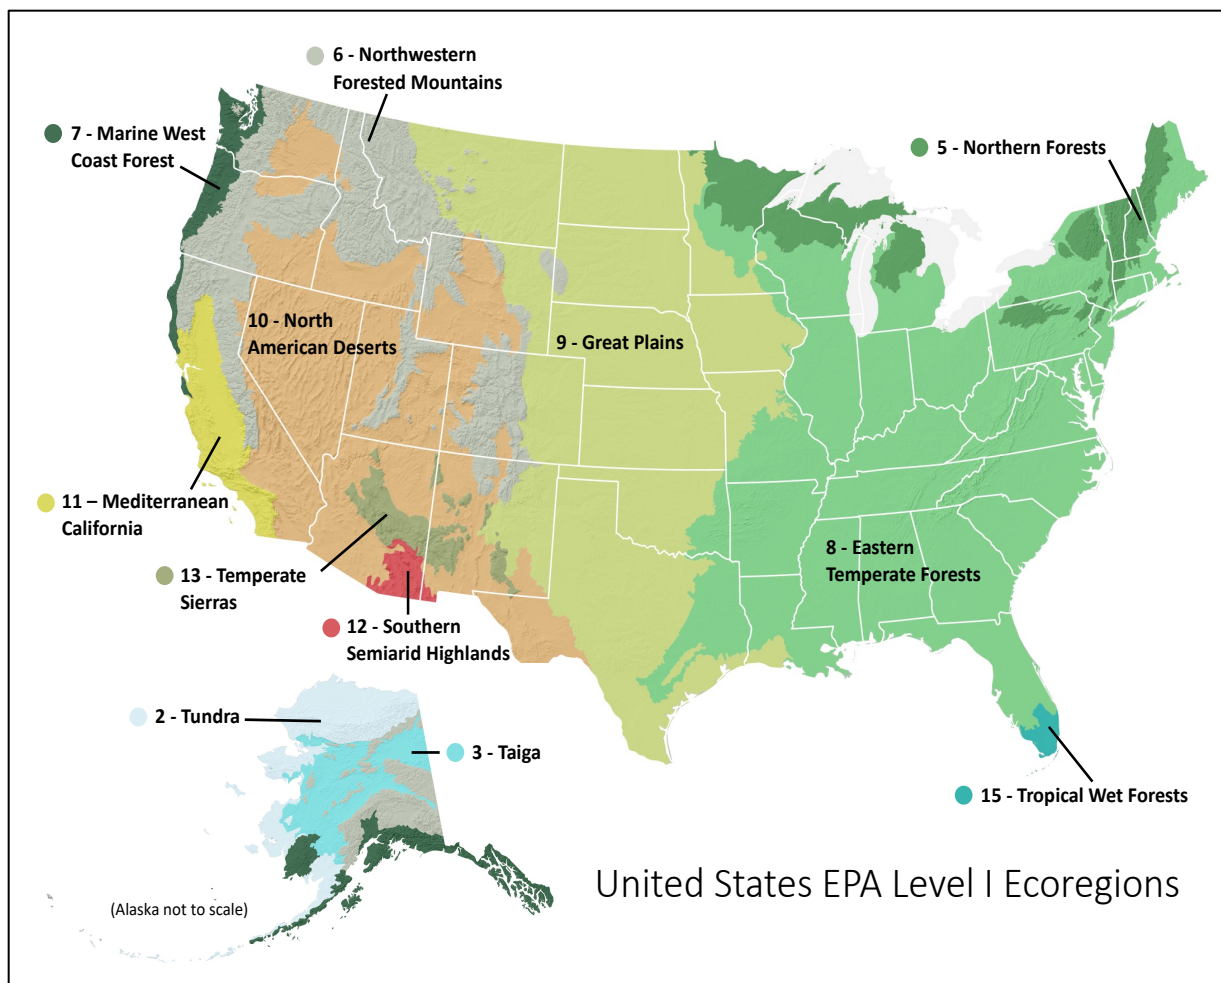 6 - Northwestern
Forested Mountains
7 - Marine West
Coast Forest
5 - Northern Forests
10 - North
American Deserts
9 - Great Plains
11 – Mediterranean
California
8 - Eastern
Temperate Forests
13 - Temperate
Sierras
12 - Southern
Semiarid Highlands
2 - Tundra
3 - Taiga
15 - Tropical Wet Forests
United States EPA Level I Ecoregions
(Alaska not to scale)